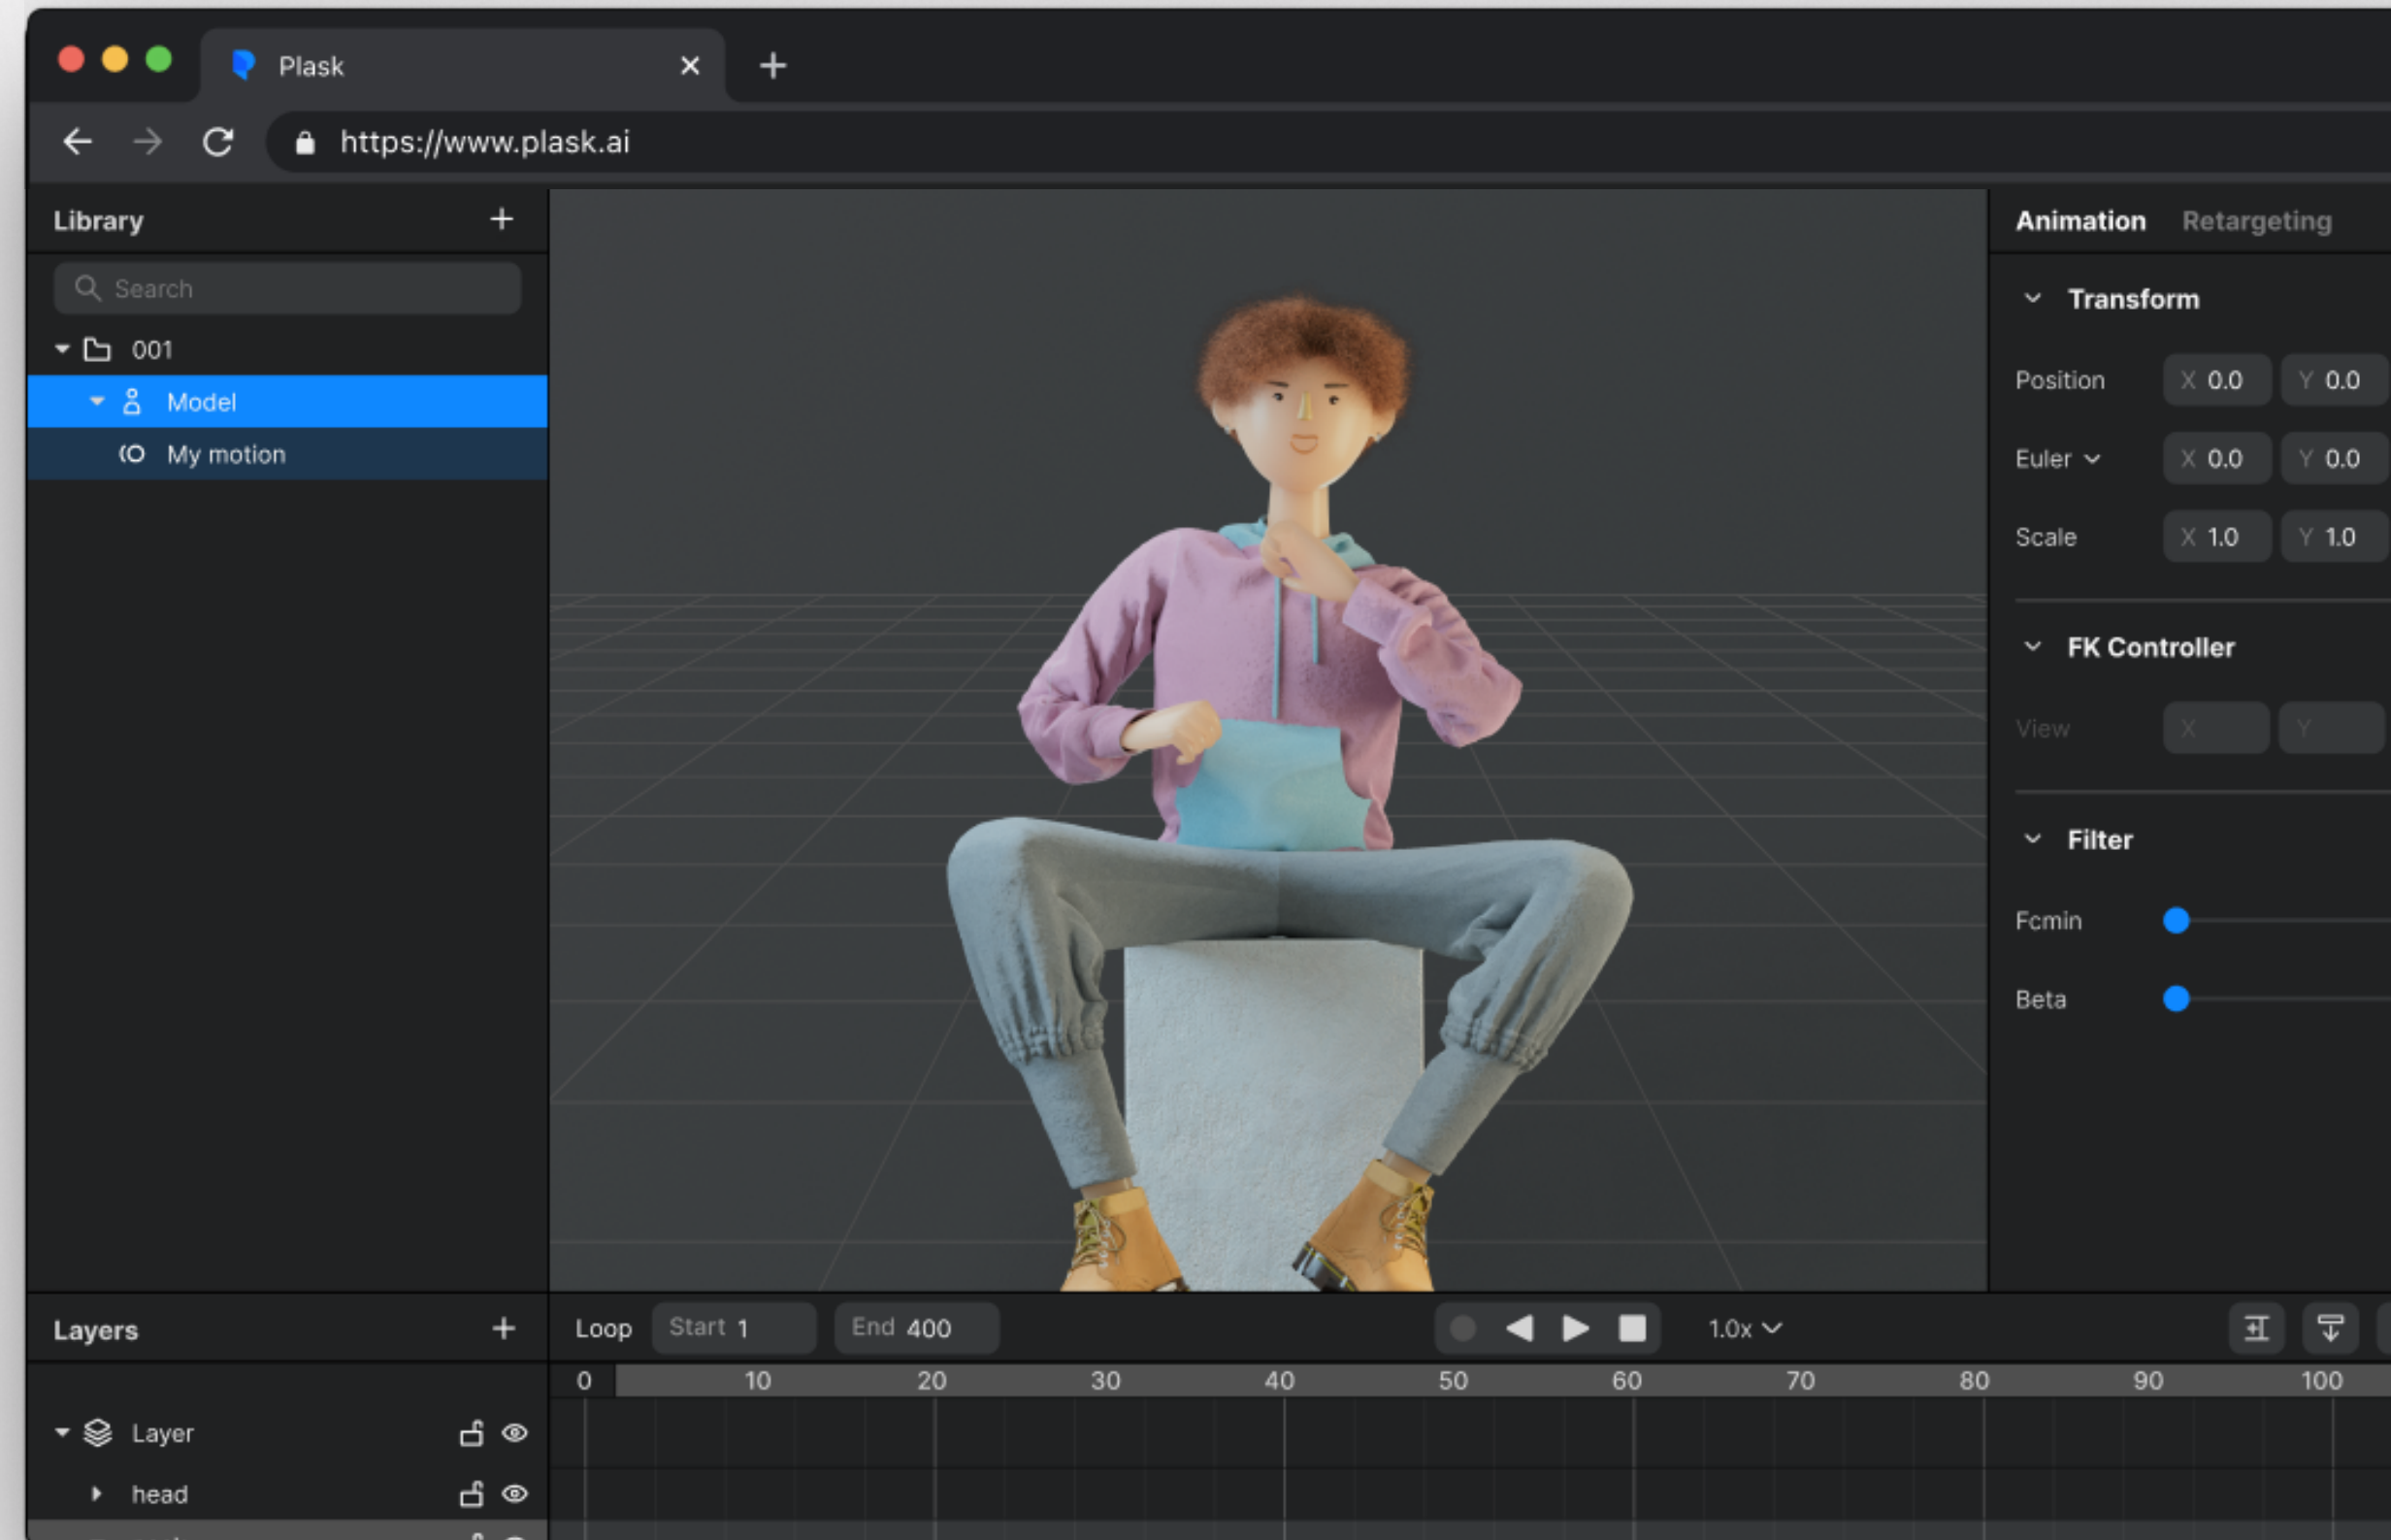 Plask
https://www.plask.ai
Library
Search
001
Model
My motion
Animation Retargeting
Transform
Position X 0.0 Y 0.0
Euler X 0.0 Y 0.0
Scale X 1.0 Y 1.0
FK Controller
View X Y
Filter
Fcmin
Beta
Layers
Loop Start 1 End 400 1.0x
0 10 20 30 40 50 60 70 80 90 100
Layer
head